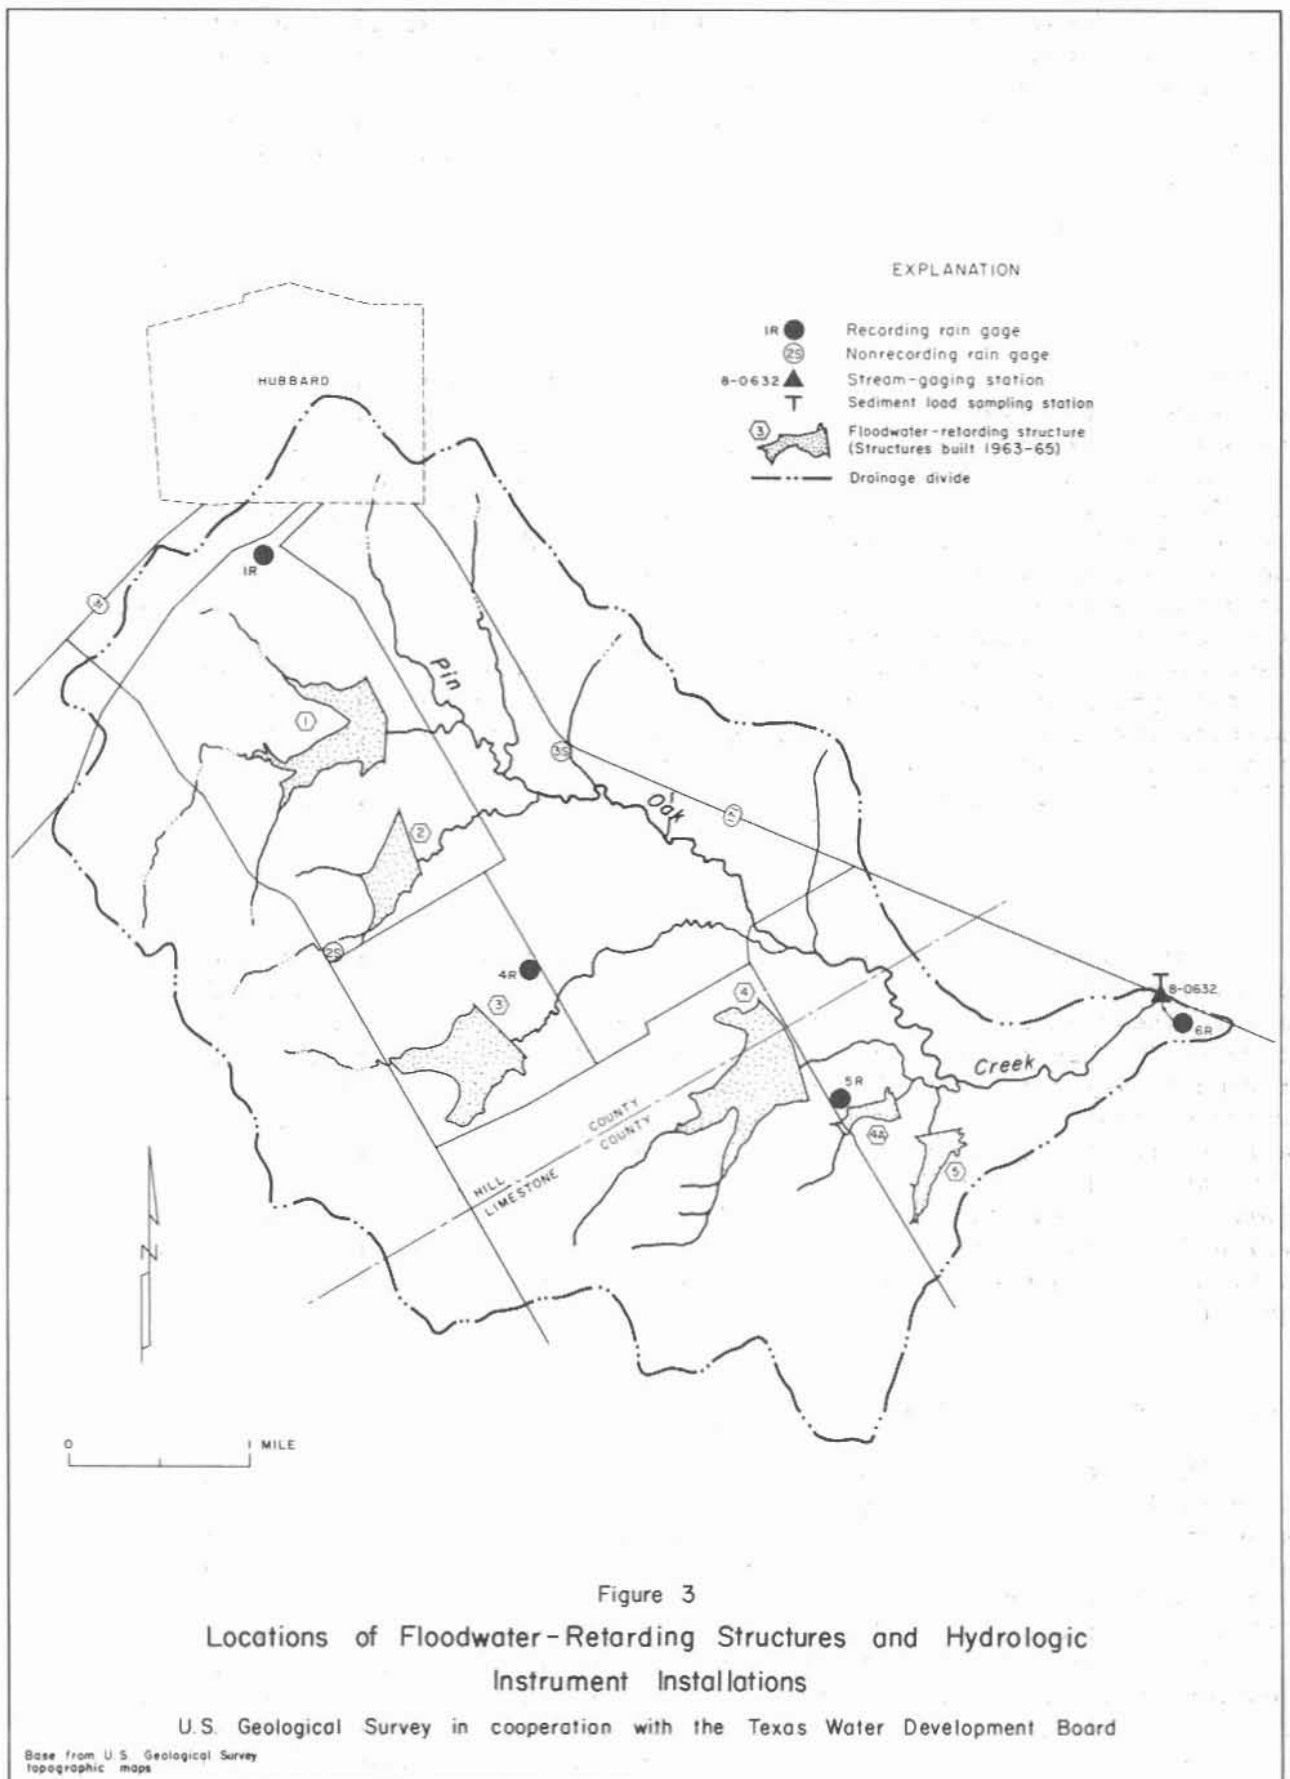 EXPLANATION
1R Recording rain gage
2S Nonrecording rain gage
8-0632 Stream-gaging station
Sediment load sampling station
3 Floodwater-retarding structure
(Structures built 1963-65)
Drainage divide
HUBBARD
1R
Pin
1
3S
Oak
171
2
2S
4R
3
4
8-0632
6R
Creek
5R
4A
5
HILL COUNTY
LIMESTONE COUNTY
N
0 1 MILE
Figure 3
Locations of Floodwater-Retarding Structures and Hydrologic
Instrument Installations
U.S. Geological Survey in cooperation with the Texas Water Development Board
Base from U.S. Geological Survey
topographic maps